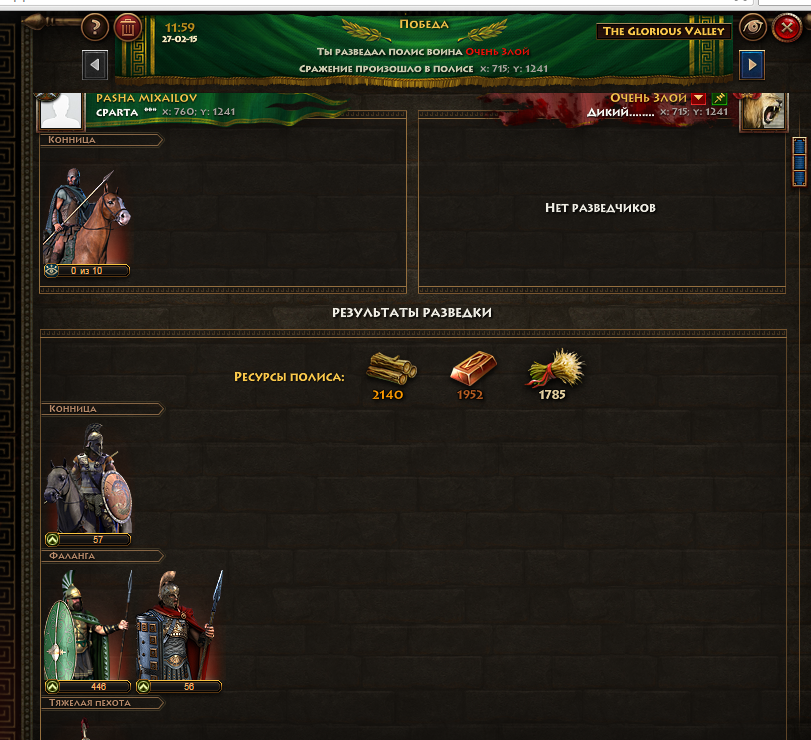 ?
11:59
27-02-15
Победа
The Glorious Valley
Ты разведал полис воина Очень Злой
Сражение произошло в полисе X: 715; Y: 1241
PASHA MIXAILOV
СПАРТА *** X: 760; Y: 1241
Очень Злой
Дикий........ X: 715; Y: 1241
Конница
0 из 10
Нет разведчиков
Результаты разведки
Ресурсы полиса:
2140
1952
1785
Конница
57
Фаланга
446
56
Тяжелая пехота